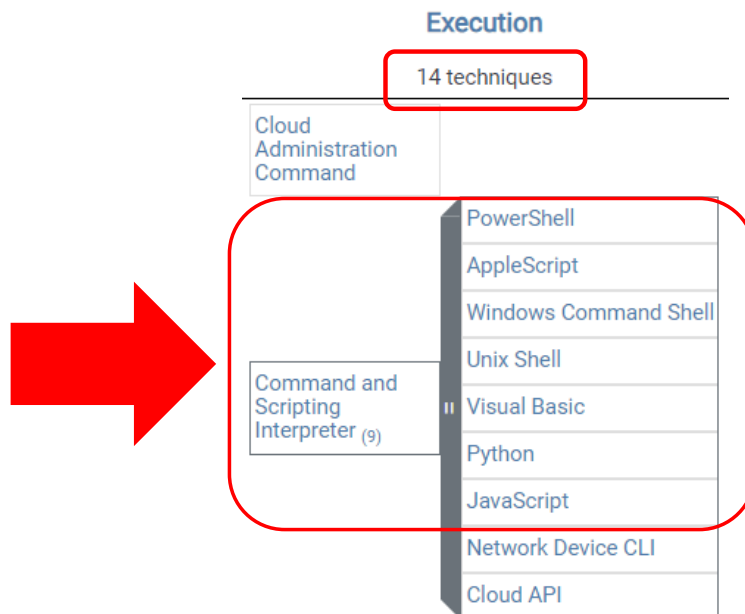 Execution
14 techniques
Cloud
Administration
Command
PowerShell
AppleScript
Windows Command Shell
Unix Shell
Command and
Scripting
Interpreter (9)
Visual Basic
Python
JavaScript
Network Device CLI
Cloud API